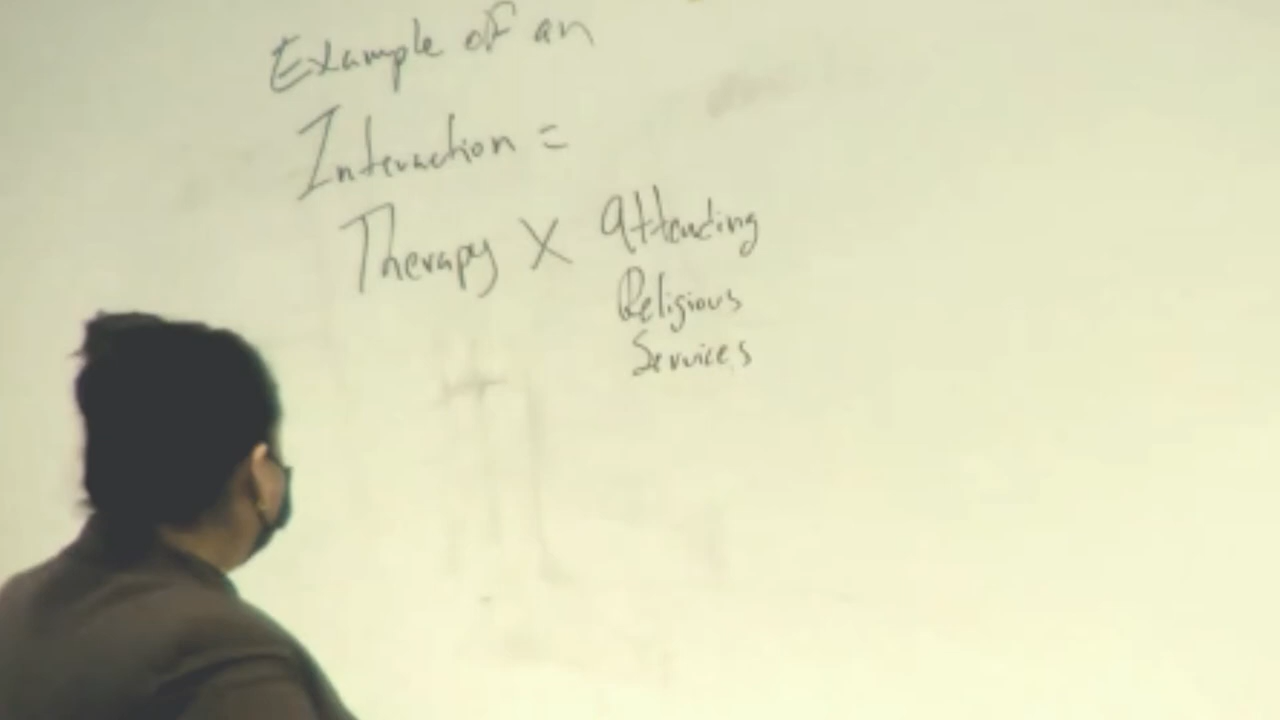 Example of an
Interaction =
Therapy X Attending
Religious
Services